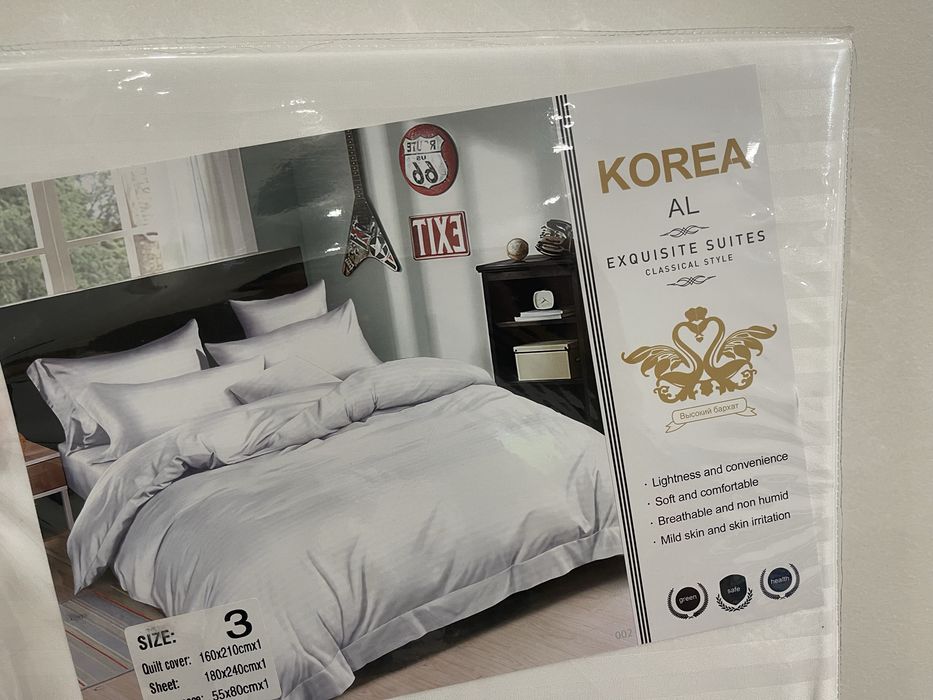 KOREA
AL
EXQUISITE SUITES
CLASSICAL STYLE
Высокий бархат
· Lightness and convenience
· Soft and comfortable
· Breathable and non humid
· Mild skin and skin irritation
green
safe
health
002
ROUTE
US
66
EXIT
SIZE: 3
Quilt cover: 160x210cmx1
Sheet: 180x240cmx1
55x80cmx1